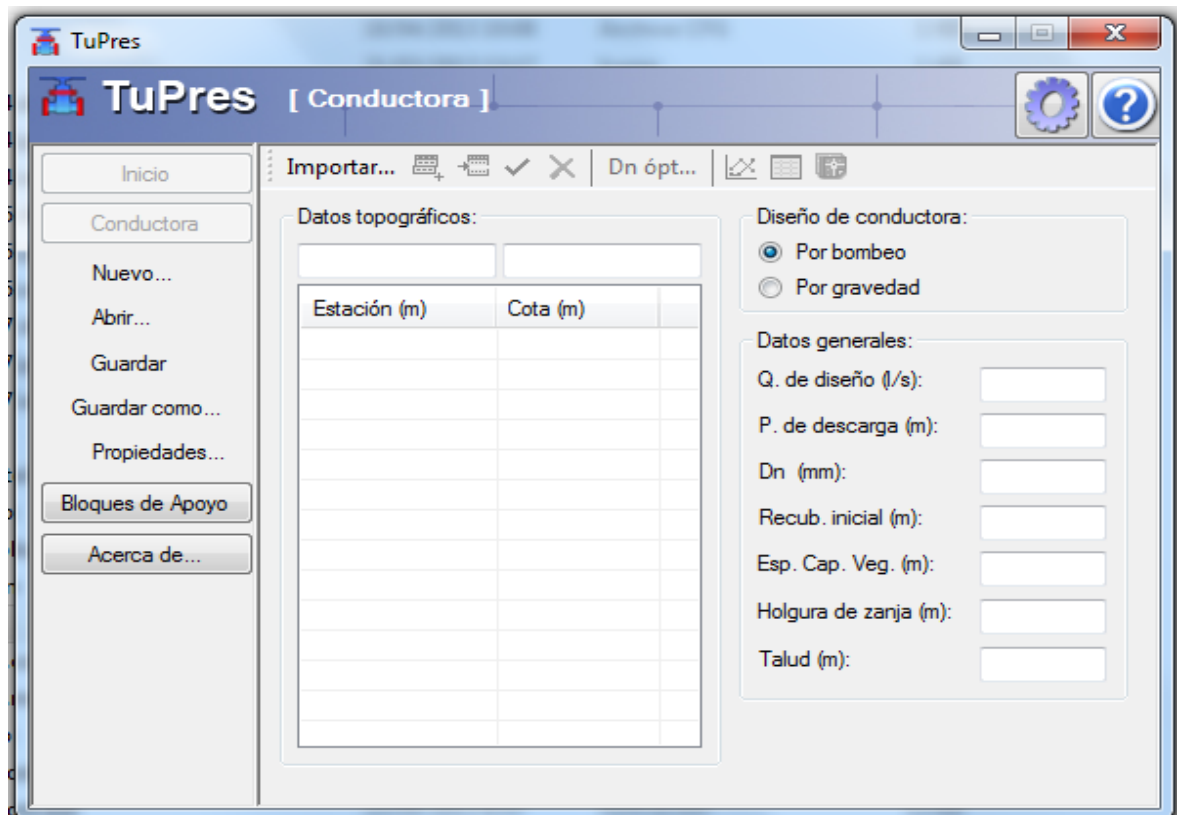 TuPres
TuPres [ Conductora ]
Inicio
Conductora
Nuevo...
Abrir...
Guardar
Guardar como...
Propiedades...
Bloques de Apoyo
Acerca de...
Importar... Dn ópt...
Datos topográficos:
Estación (m) Cota (m)
Diseño de conductora:
Por bombeo
Por gravedad
Datos generales:
Q. de diseño (l/s):
P. de descarga (m):
Dn (mm):
Recub. inicial (m):
Esp. Cap. Veg. (m):
Holgura de zanja (m):
Talud (m):